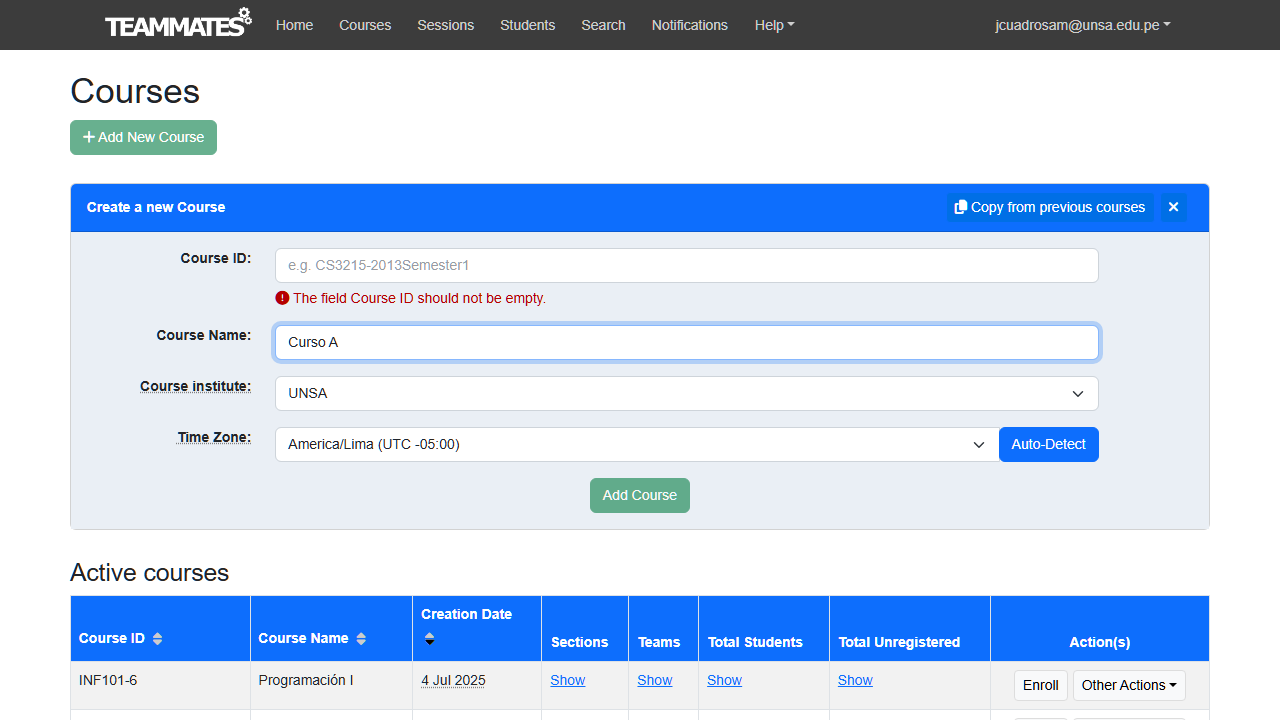 TEAMMATES Home Courses Sessions Students Search Notifications Help jcuadrosam@unsa.edu.pe
Courses
Add New Course
Create a new Course Copy from previous courses
Course ID: e.g. CS3215-2013Semester1
The field Course ID should not be empty.
Course Name: Curso A
Course institute: UNSA
Time Zone: America/Lima (UTC -05:00) Auto-Detect
Add Course
Active courses
Course ID Course Name Creation Date Sections Teams Total Students Total Unregistered Action(s)
INF101-6 Programación I 4 Jul 2025 Show Show Show Show Enroll Other Actions